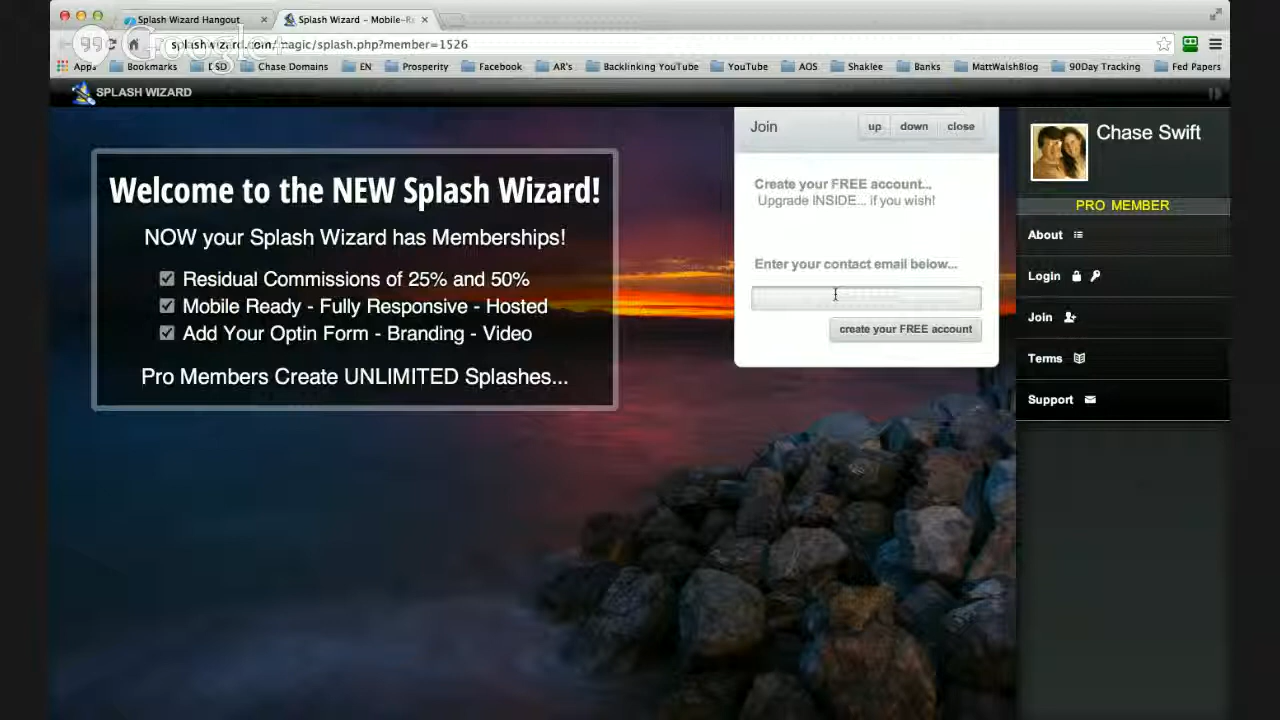 Splash Wizard Hangout
Splash Wizard – Mobile-Re
Google+
splashwizard.com/magic/splash.php?member=1526
Apps
Bookmarks
Chase Domains
EN
Prosperity
Facebook
AR's
Backlinking YouTube
YouTube
AOS
Shaklee
Banks
MattWalshBlog
90Day Tracking
Fed Papers
SPLASH WIZARD
Welcome to the NEW Splash Wizard!
NOW your Splash Wizard has Memberships!
Residual Commissions of 25% and 50%
Mobile Ready - Fully Responsive - Hosted
Add Your Optin Form - Branding - Video
Pro Members Create UNLIMITED Splashes...
Join
up
down
close
Create your FREE account...
Upgrade INSIDE... if you wish!
Enter your contact email below...
create your FREE account
Chase Swift
PRO MEMBER
About
Login
Join
Terms
Support